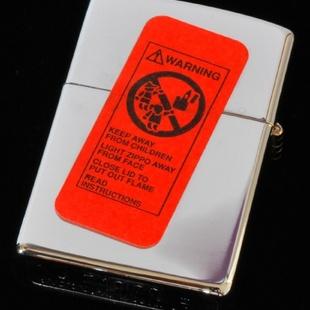 WARNING
KEEP AWAY
FROM CHILDREN
LIGHT ZIPPO AWAY
FROM FACE
CLOSE LID TO
PUT OUT FLAME
READ
INSTRUCTIONS